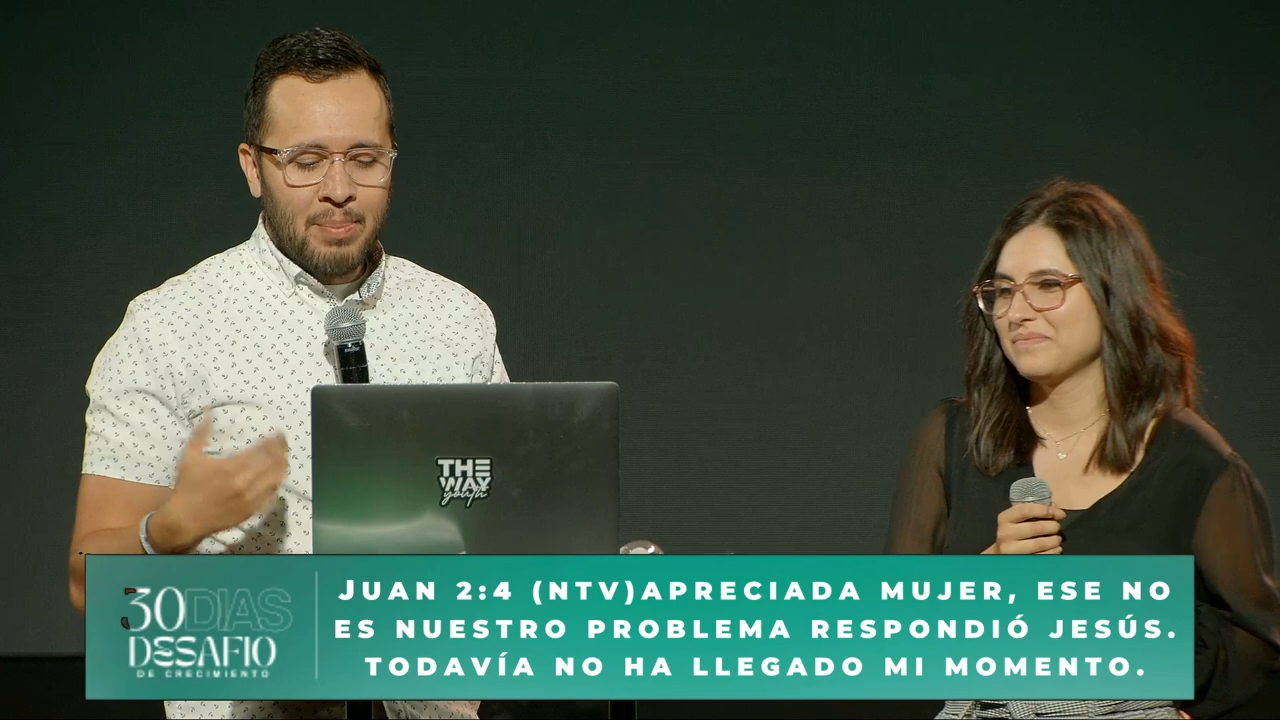 THE
WAY
youth
30DIAS
DESAFIO
DE CRECIMIENTO
JUAN 2:4 (NTV)APRECIADA MUJER, ESE NO
ES NUESTRO PROBLEMA RESPONDIÓ JESÚS.
TODAVÍA NO HA LLEGADO MI MOMENTO.